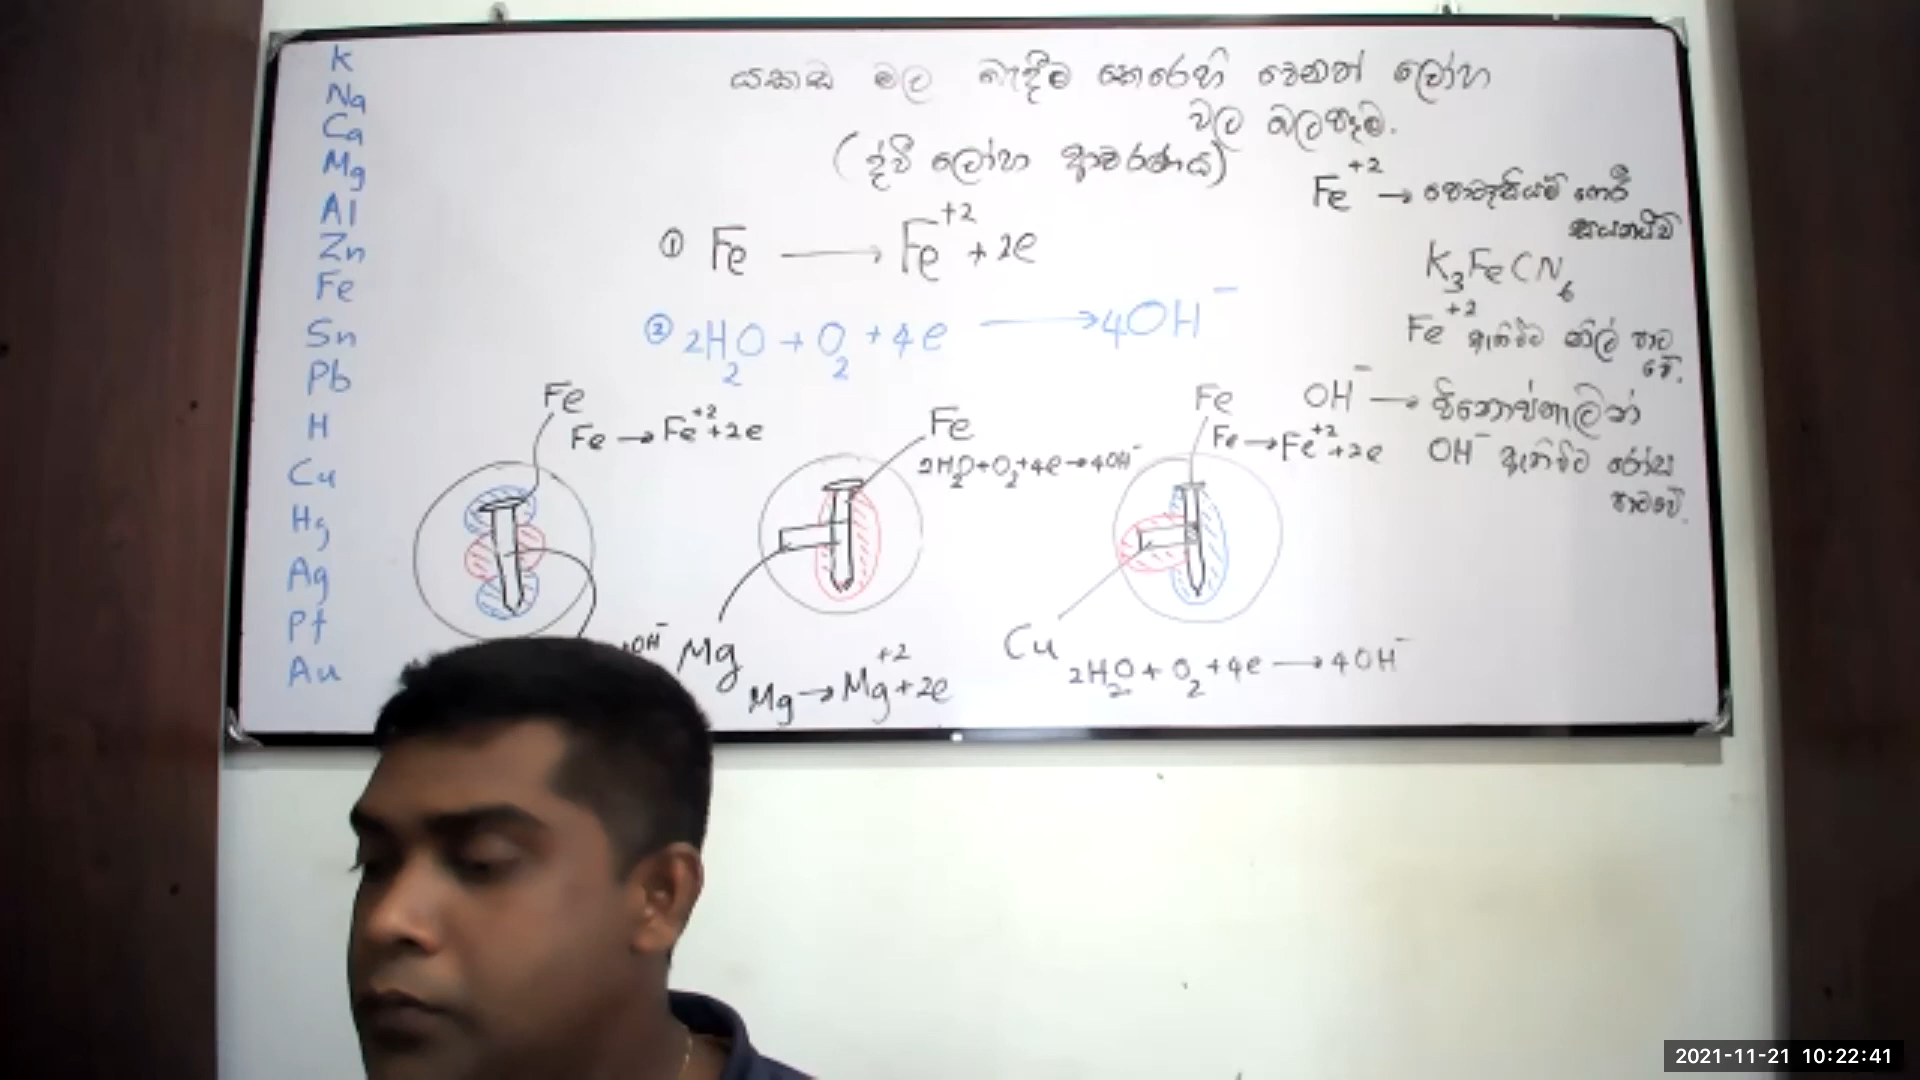 K
Na
Ca
Mg
Al
Zn
Fe
Sn
Pb
H
Cu
Hg
Ag
Pt
Au
යකඩ මල බැදීම කෙරෙහි වෙනත් ලෝහ
වල බලපෑම.
(ද්වි ලෝහ ආවරණය)
① Fe → Fe⁺² + 2e
② 2H₂O + O₂ + 4e → 4OH⁻
Fe⁺² → පොටෑසියම් ෆෙරී
සයනයිඩ්
K₃FeCN₆
Fe⁺² ඇතිවිට නිල් පාට
වේ.
OH⁻ → පිනොප්තලින්
OH⁻ ඇතිවිට රෝස
පාටවේ.
Fe
Fe → Fe⁺² + 2e
OH⁻
Fe
2H₂O + O₂ + 4e → 4OH⁻
Mg
Mg → Mg⁺² + 2e
Fe
Fe → Fe⁺² + 2e
Cu
2H₂O + O₂ + 4e → 4OH⁻
2021-11-21 10:22:41